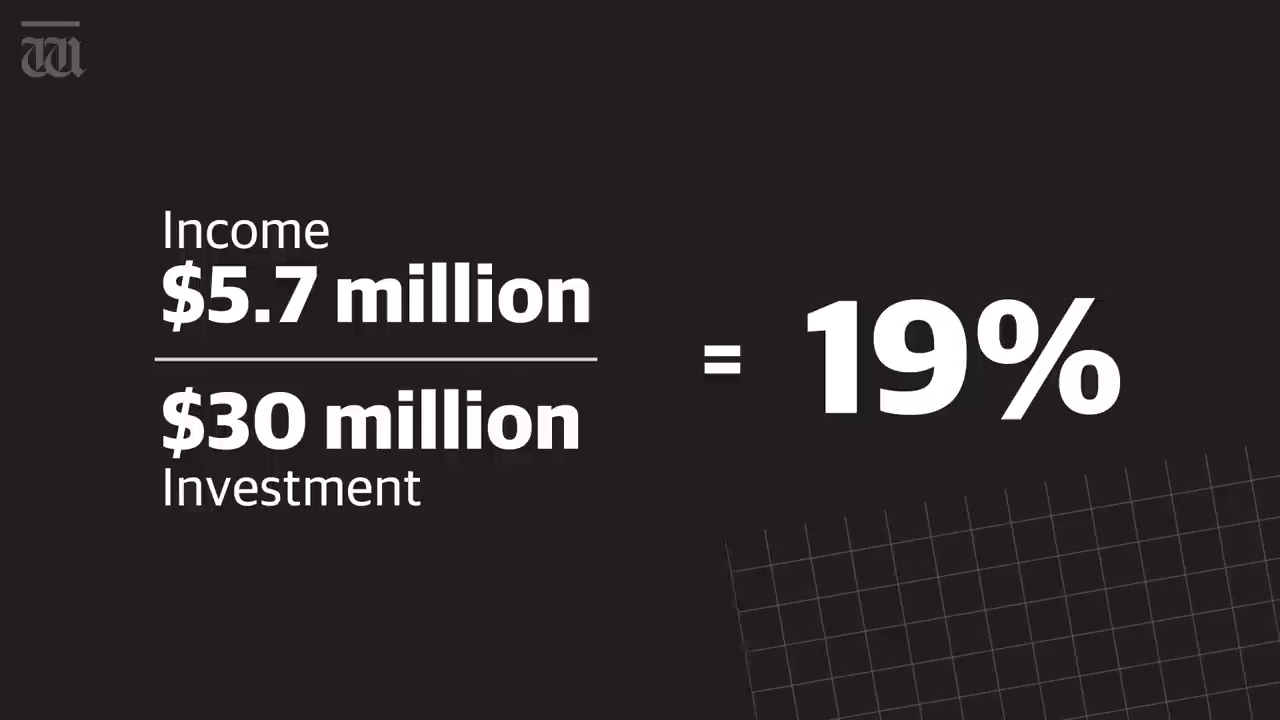 Income
$5.7 million
= 19%
$30 million
Investment